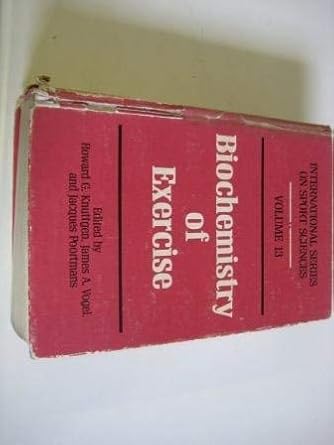 INTERNATIONAL SERIES
ON SPORT SCIENCES
VOLUME 13
Biochemistry
of
Exercise
Edited by
Howard G. Knuttgen, James A. Vogel,
and Jacques Poortmans